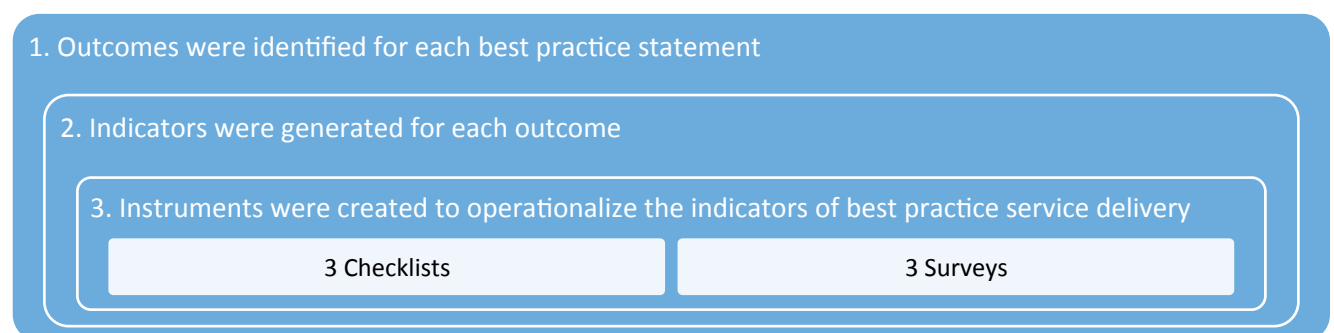 1. Outcomes were identified for each best practice statement
2. Indicators were generated for each outcome
3. Instruments were created to operationalize the indicators of best practice service delivery
3 Checklists
3 Surveys